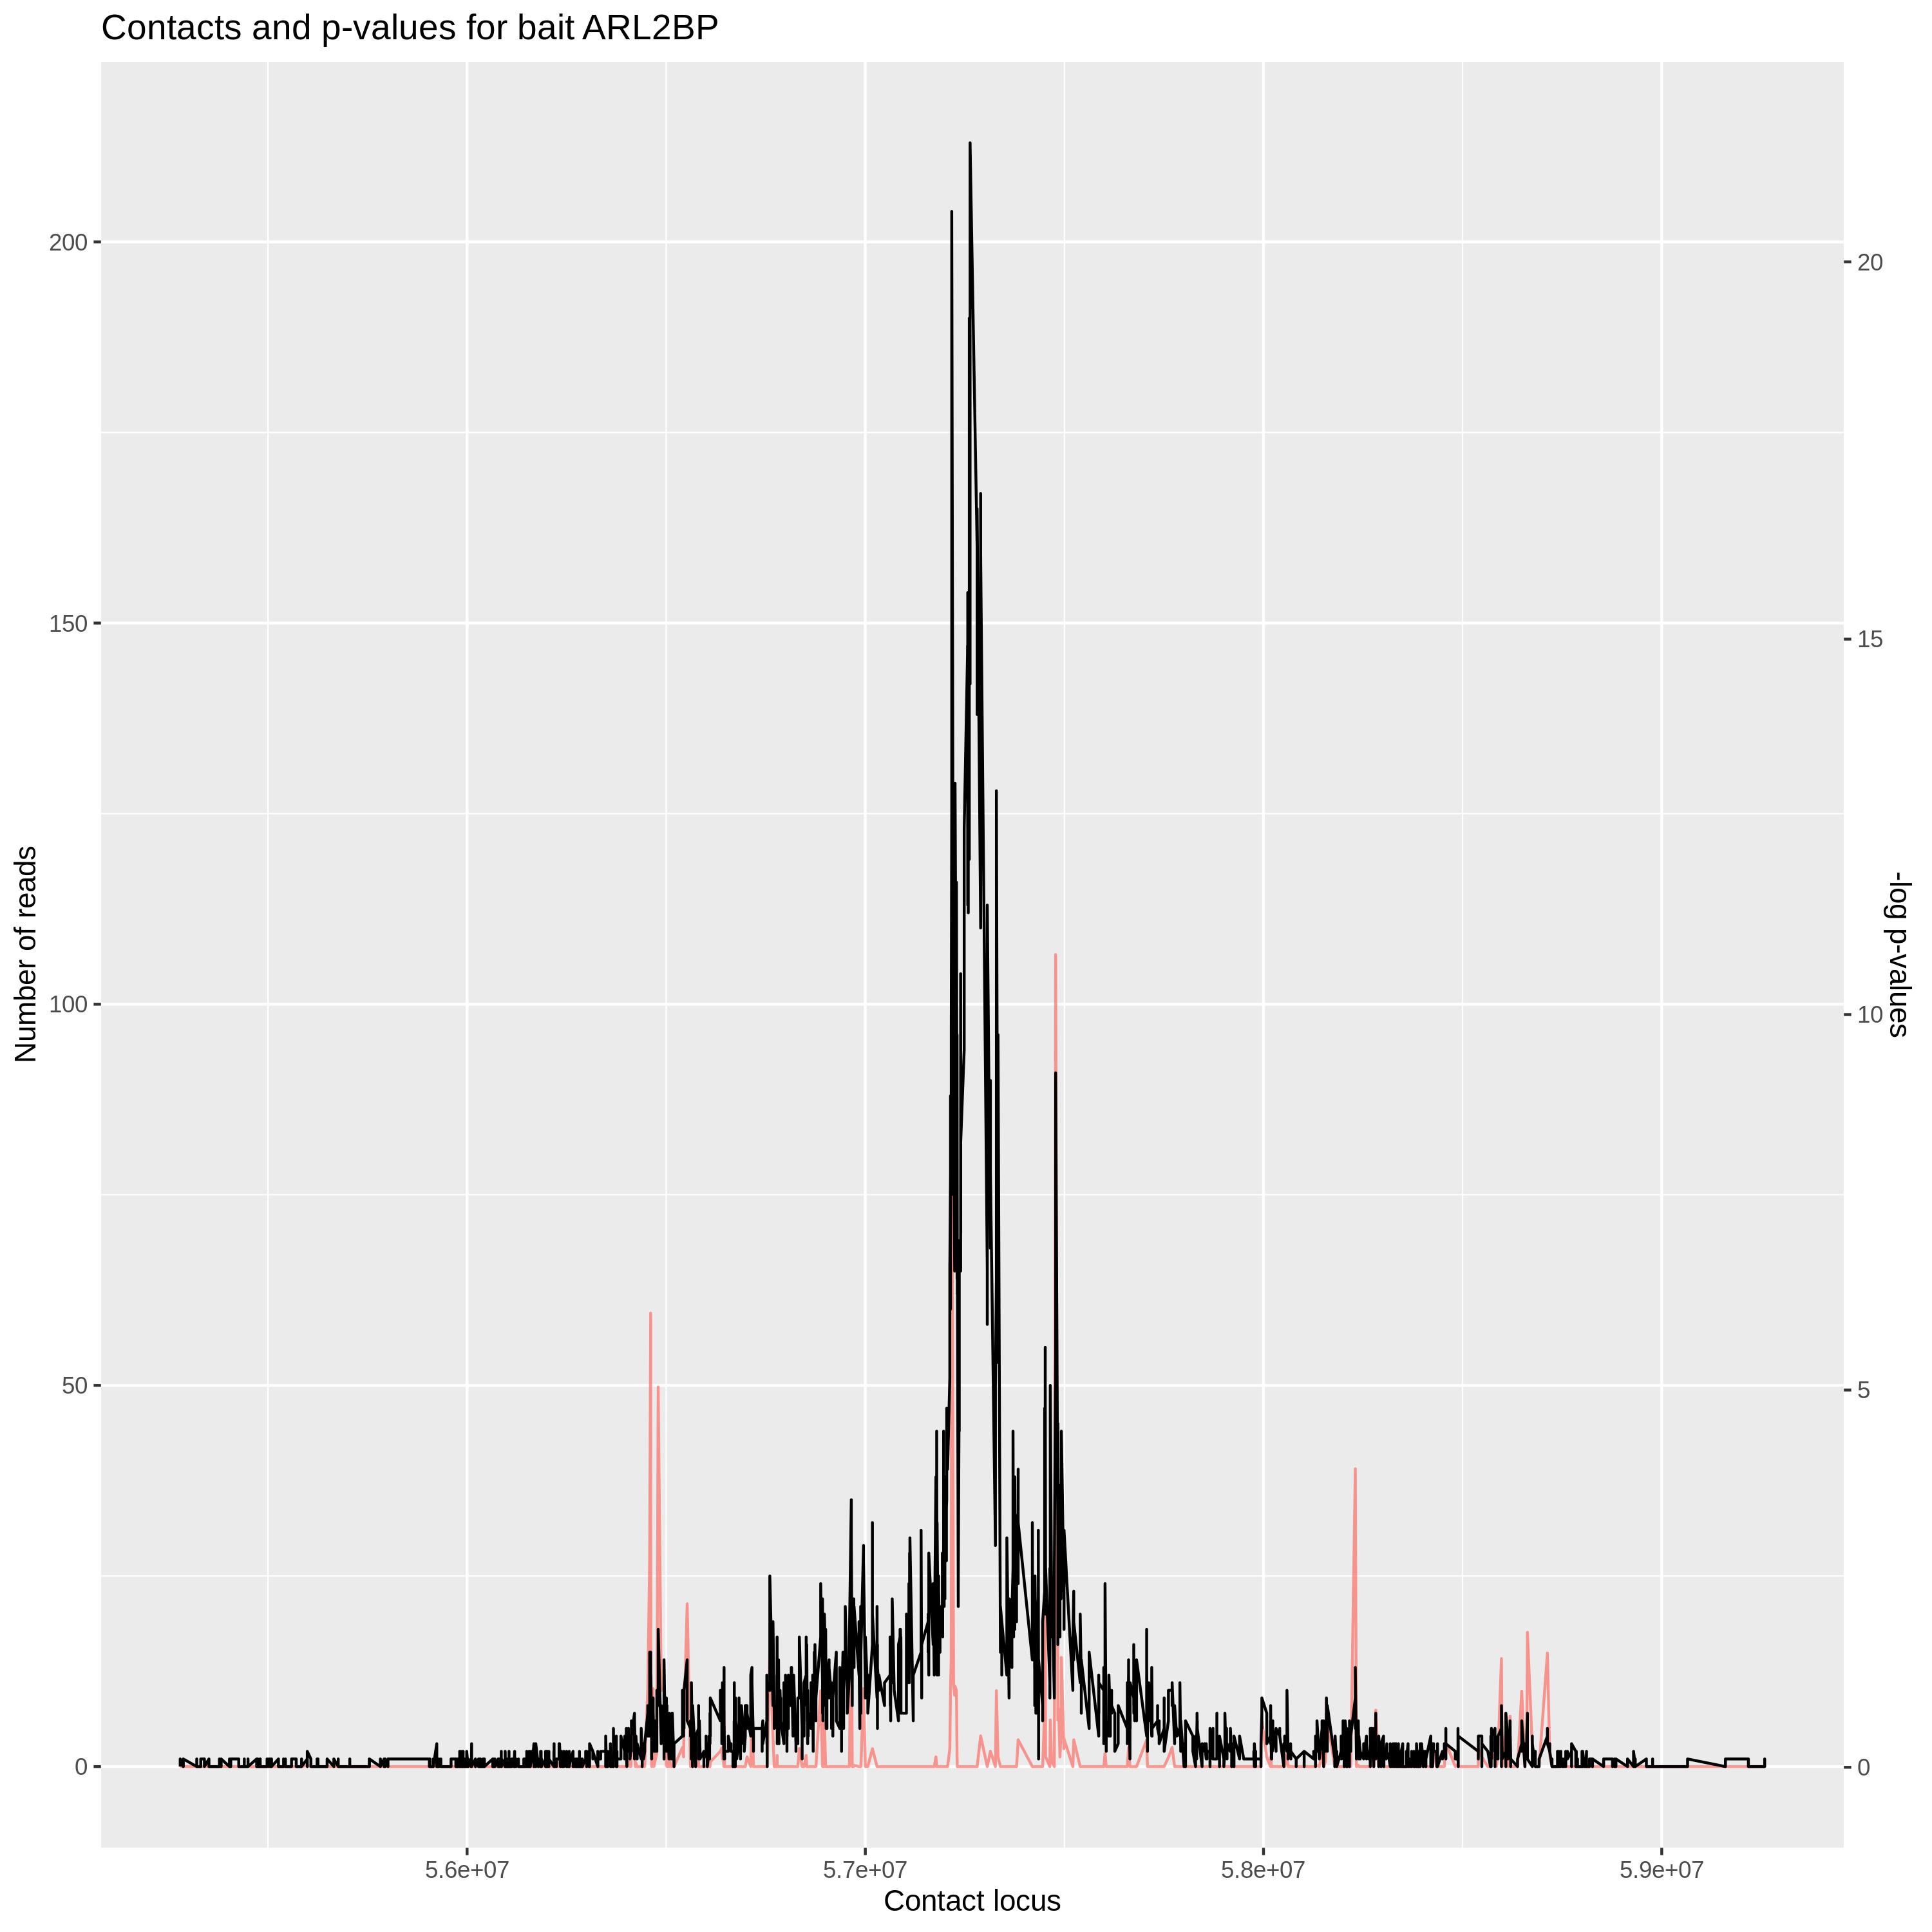 Contacts and p-values for bait ARL2BP
200
150
100
50
0
Number of reads
20
15
10
5
0
-log p-values
5.6e+07 5.7e+07 5.8e+07 5.9e+07
Contact locus